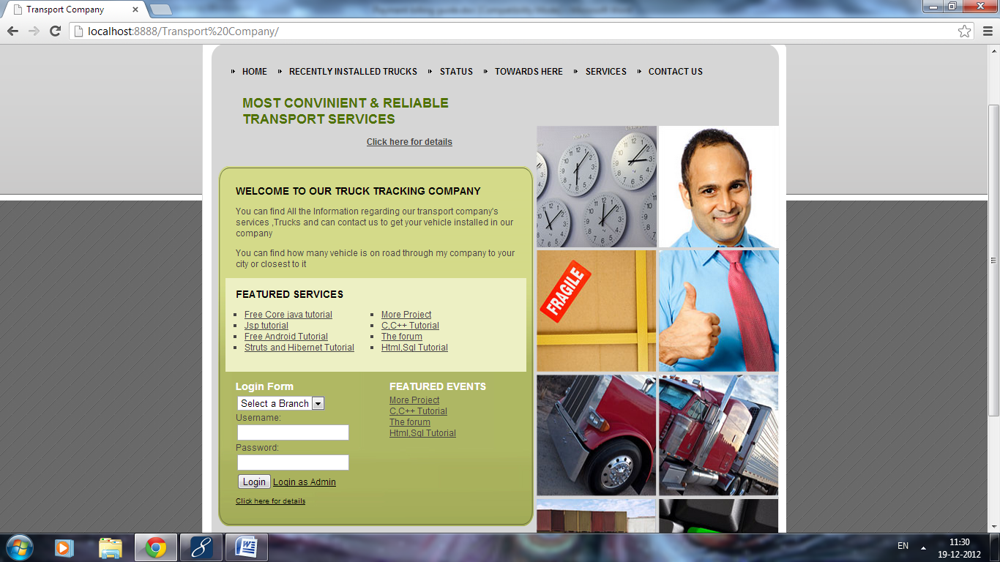 Transport Company
localhost:8888/Transport%20Company/
HOME RECENTLY INSTALLED TRUCKS STATUS TOWARDS HERE SERVICES CONTACT US
MOST CONVINIENT & RELIABLE
TRANSPORT SERVICES
Click here for details
WELCOME TO OUR TRUCK TRACKING COMPANY
You can find All the Information regarding our transport company's
services ,Trucks and can contact us to get your vehicle installed in our
company
You can find how many vehicle is on road through my company to your
city or closest to it
FEATURED SERVICES
Free Core java tutorial
Jsp tutorial
Free Android Tutorial
Struts and Hibernet Tutorial
More Project
C,C++ Tutorial
The forum
Html,Sql Tutorial
Login Form
Select a Branch
Username:
Password:
Login Login as Admin
Click here for details
FEATURED EVENTS
More Project
C,C++ Tutorial
The forum
Html,Sql Tutorial
FRAGILE
EN
11:30
19-12-2012